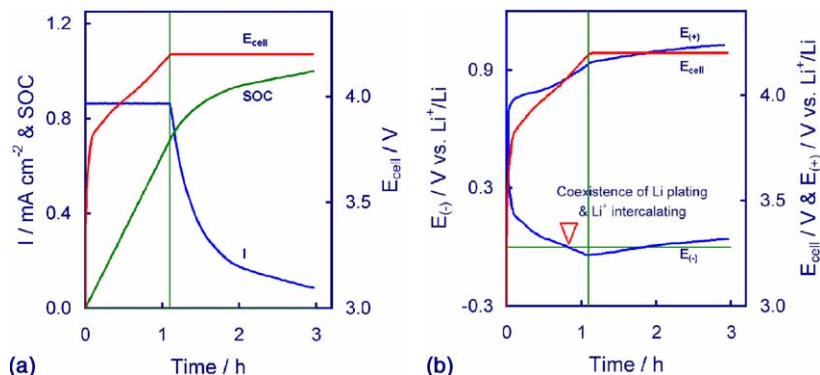 1.2
0.8
0.4
0.0
I / mA cm⁻² & SOC
E_cell
SOC
I
4.0
3.5
3.0
E_cell / V
0 1 2 3
Time / h
(a)
0.9
0.3
-0.3
E₍₋₎ / V vs. Li⁺/Li
E₍₊₎
E_cell
Coexistence of Li plating
& Li⁺ intercalating
E₍₋₎
4.0
3.5
3.0
E_cell / V & E₍₊₎ / V vs. Li⁺/Li
0 1 2 3
Time / h
(b)